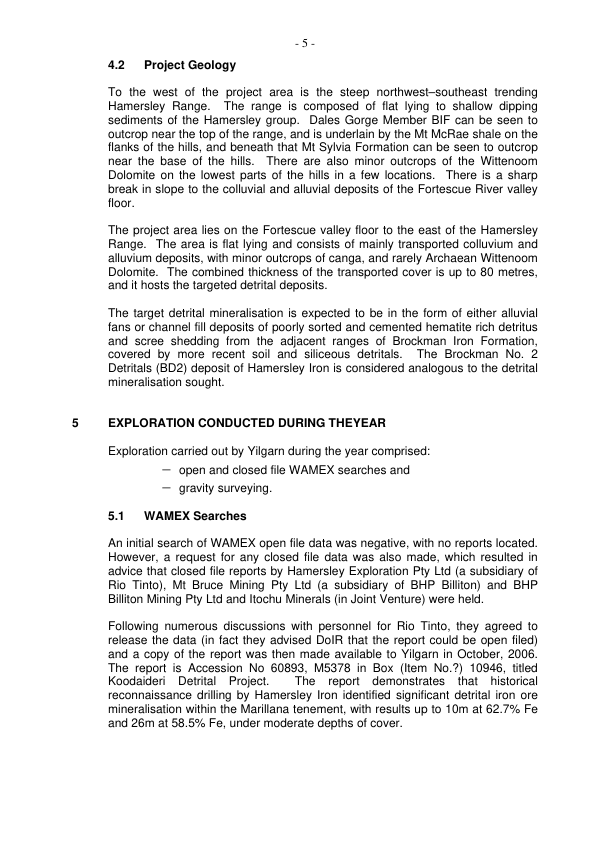 - 5 -
4.2 Project Geology
To the west of the project area is the steep northwest–southeast trending
Hamersley Range. The range is composed of flat lying to shallow dipping
sediments of the Hamersley group. Dales Gorge Member BIF can be seen to
outcrop near the top of the range, and is underlain by the Mt McRae shale on the
flanks of the hills, and beneath that Mt Sylvia Formation can be seen to outcrop
near the base of the hills. There are also minor outcrops of the Wittenoom
Dolomite on the lowest parts of the hills in a few locations. There is a sharp
break in slope to the colluvial and alluvial deposits of the Fortescue River valley
floor.
The project area lies on the Fortescue valley floor to the east of the Hamersley
Range. The area is flat lying and consists of mainly transported colluvium and
alluvium deposits, with minor outcrops of canga, and rarely Archaean Wittenoom
Dolomite. The combined thickness of the transported cover is up to 80 metres,
and it hosts the targeted detrital deposits.
The target detrital mineralisation is expected to be in the form of either alluvial
fans or channel fill deposits of poorly sorted and cemented hematite rich detritus
and scree shedding from the adjacent ranges of Brockman Iron Formation,
covered by more recent soil and siliceous detritals. The Brockman No. 2
Detritals (BD2) deposit of Hamersley Iron is considered analogous to the detrital
mineralisation sought.
5 EXPLORATION CONDUCTED DURING THEYEAR
Exploration carried out by Yilgarn during the year comprised:
— open and closed file WAMEX searches and
— gravity surveying.
5.1 WAMEX Searches
An initial search of WAMEX open file data was negative, with no reports located.
However, a request for any closed file data was also made, which resulted in
advice that closed file reports by Hamersley Exploration Pty Ltd (a subsidiary of
Rio Tinto), Mt Bruce Mining Pty Ltd (a subsidiary of BHP Billiton) and BHP
Billiton Mining Pty Ltd and Itochu Minerals (in Joint Venture) were held.
Following numerous discussions with personnel for Rio Tinto, they agreed to
release the data (in fact they advised DoIR that the report could be open filed)
and a copy of the report was then made available to Yilgarn in October, 2006.
The report is Accession No 60893, M5378 in Box (Item No.?) 10946, titled
Koodaideri Detrital Project. The report demonstrates that historical
reconnaissance drilling by Hamersley Iron identified significant detrital iron ore
mineralisation within the Marillana tenement, with results up to 10m at 62.7% Fe
and 26m at 58.5% Fe, under moderate depths of cover.